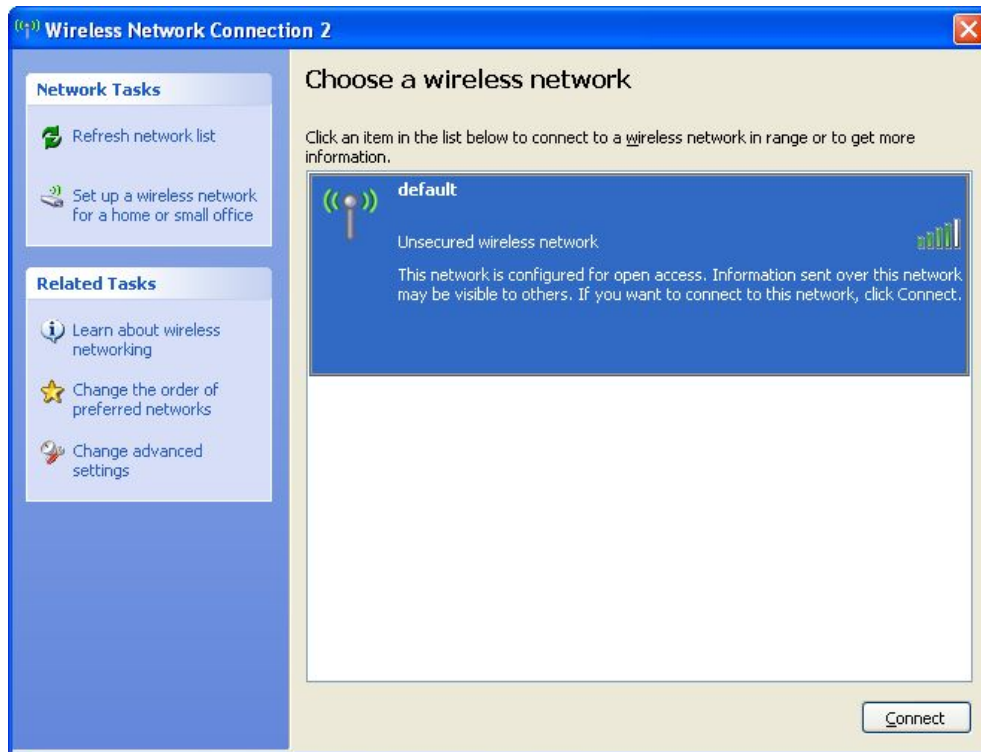 Wireless Network Connection 2
Network Tasks
Refresh network list
Set up a wireless network
for a home or small office
Related Tasks
Learn about wireless
networking
Change the order of
preferred networks
Change advanced
settings
Choose a wireless network
Click an item in the list below to connect to a wireless network in range or to get more
information.
default
Unsecured wireless network
This network is configured for open access. Information sent over this network
may be visible to others. If you want to connect to this network, click Connect.
Connect